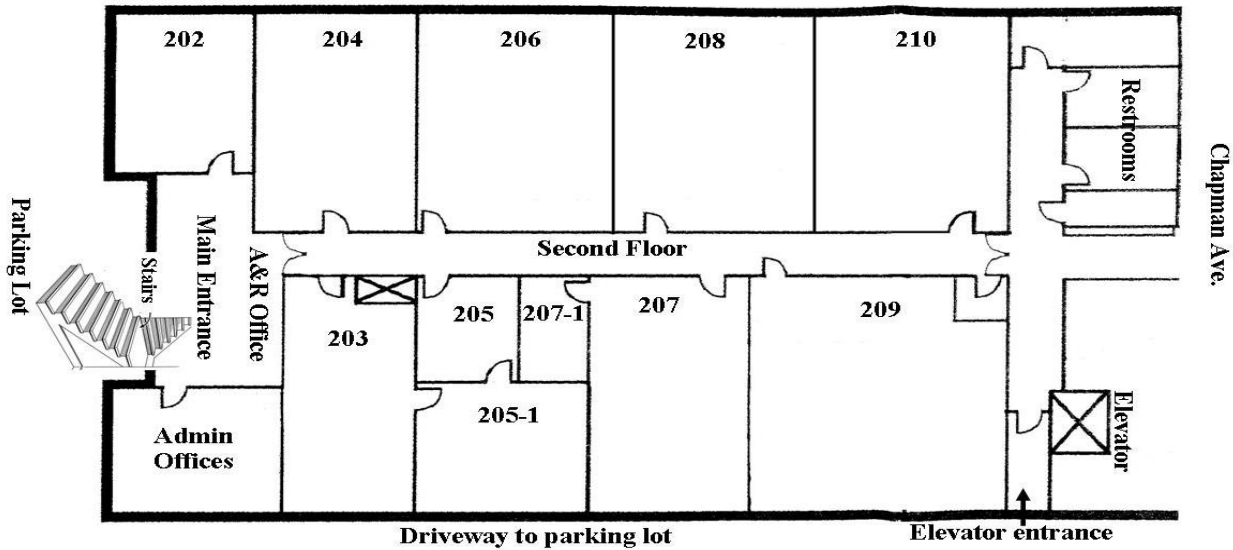 202
204
206
208
210
Restrooms
Chapman Ave.
Parking Lot
Stairs
Main Entrance
A&R Office
Second Floor
203
205
207-1
207
209
205-1
Admin
Offices
Elevator
Driveway to parking lot
Elevator entrance